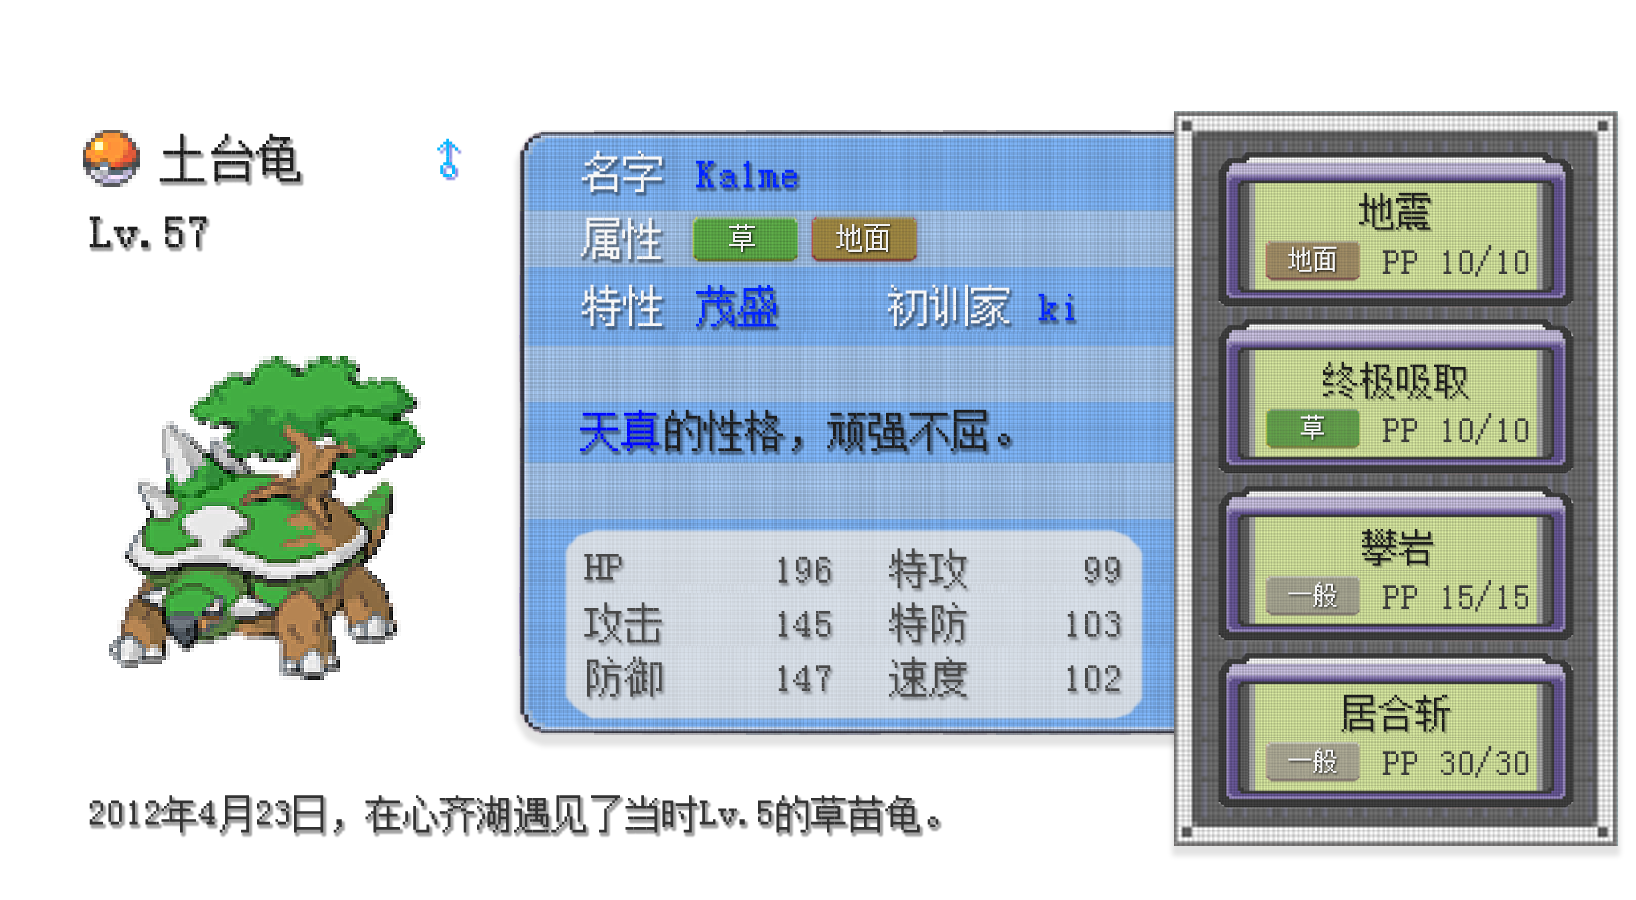 土台龟
Lv.57
名字 Kalme
属性 草 地面
特性 茂盛 初训家 ki
天真的性格，顽强不屈。
HP 196 特攻 99
攻击 145 特防 103
防御 147 速度 102
地震
地面 PP 10/10
终极吸取
草 PP 10/10
攀岩
一般 PP 15/15
居合斩
一般 PP 30/30
2012年4月23日，在心齐湖遇见了当时Lv.5的草苗龟。